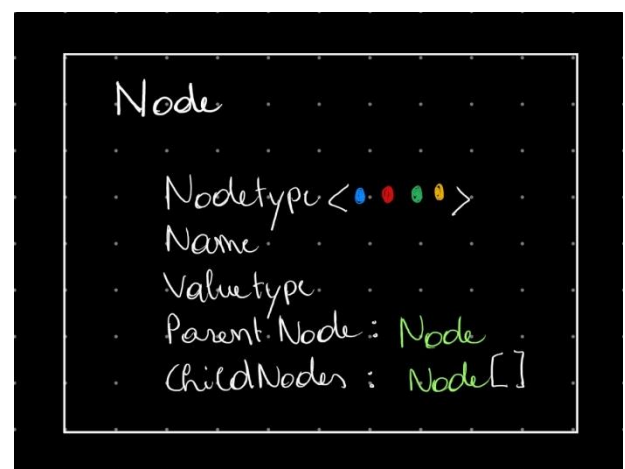 Node
Nodetype < >
Name
Valuetype
Parent Node : Node
ChildNodes : Node[]